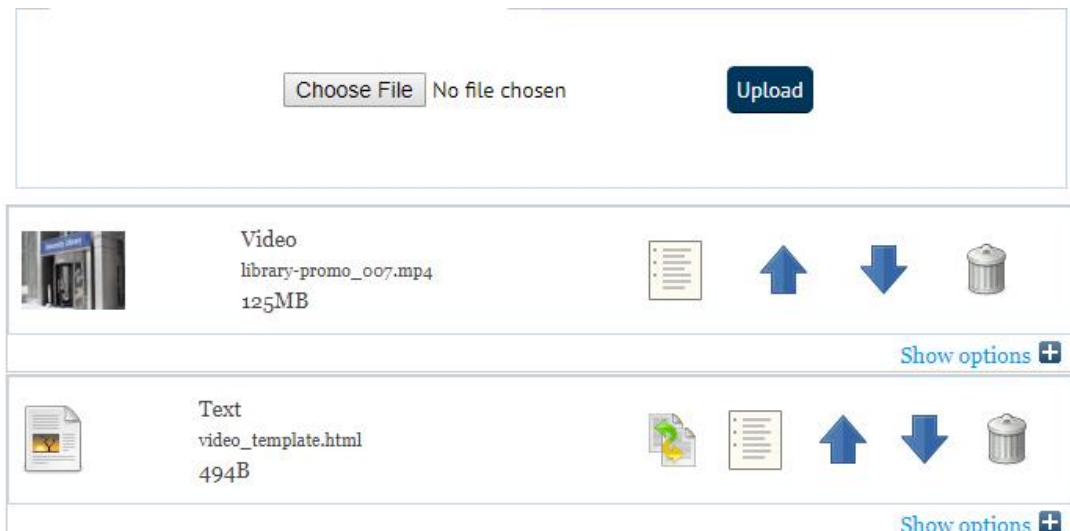 Choose File No file chosen Upload
Video
library-promo_007.mp4
125MB
Show options
Text
video_template.html
494B
Show options